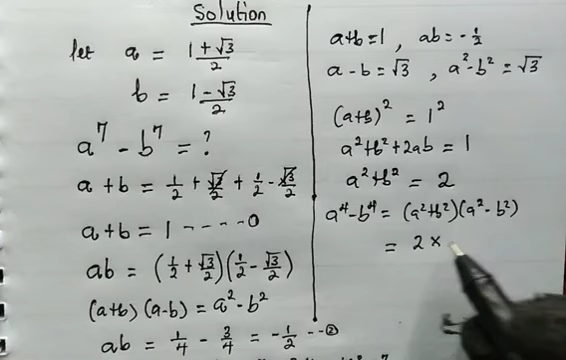 Solution
let a = 1 + √3 / 2
b = 1 - √3 / 2
a⁷ - b⁷ = ?
a + b = 1/2 + √3/2 + 1/2 - √3/2
a + b = 1 ----0
ab = (1/2 + √3/2)(1/2 - √3/2)
(a+b)(a-b) = a² - b²
ab = 1/4 - 3/4 = -1/2 --②
a+b = 1 , ab = -1/2
a - b = √3 , a² - b² = √3
(a+b)² = 1²
a² + b² + 2ab = 1
a² + b² = 2
a⁴ - b⁴ = (a² + b²)(a² - b²)
= 2 ×